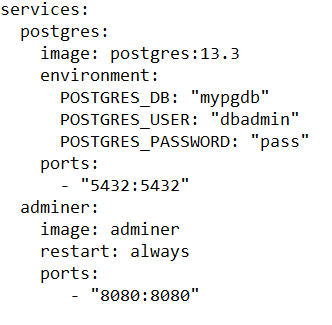 services:
  postgres:
    image: postgres:13.3
    environment:
      POSTGRES_DB: "mypgdb"
      POSTGRES_USER: "dbadmin"
      POSTGRES_PASSWORD: "pass"
    ports:
      - "5432:5432"
  adminer:
    image: adminer
    restart: always
    ports:
       - "8080:8080"